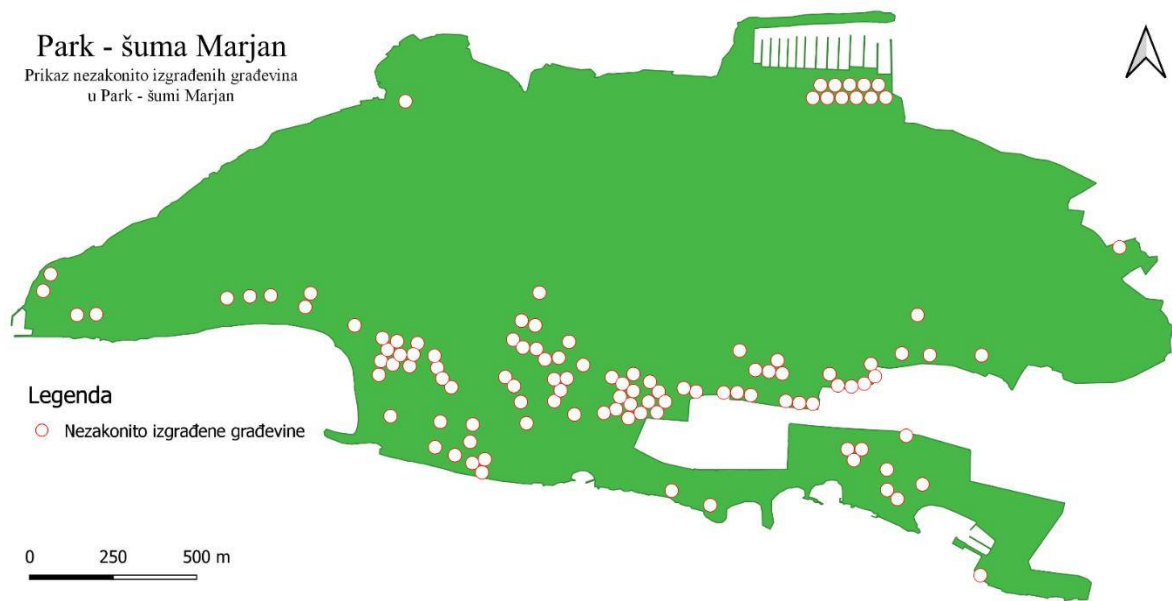 Park - šuma Marjan
Prikaz nezakonito izgrađenih građevina
u Park - šumi Marjan
Legenda
Nezakonito izgrađene građevine
0 250 500 m